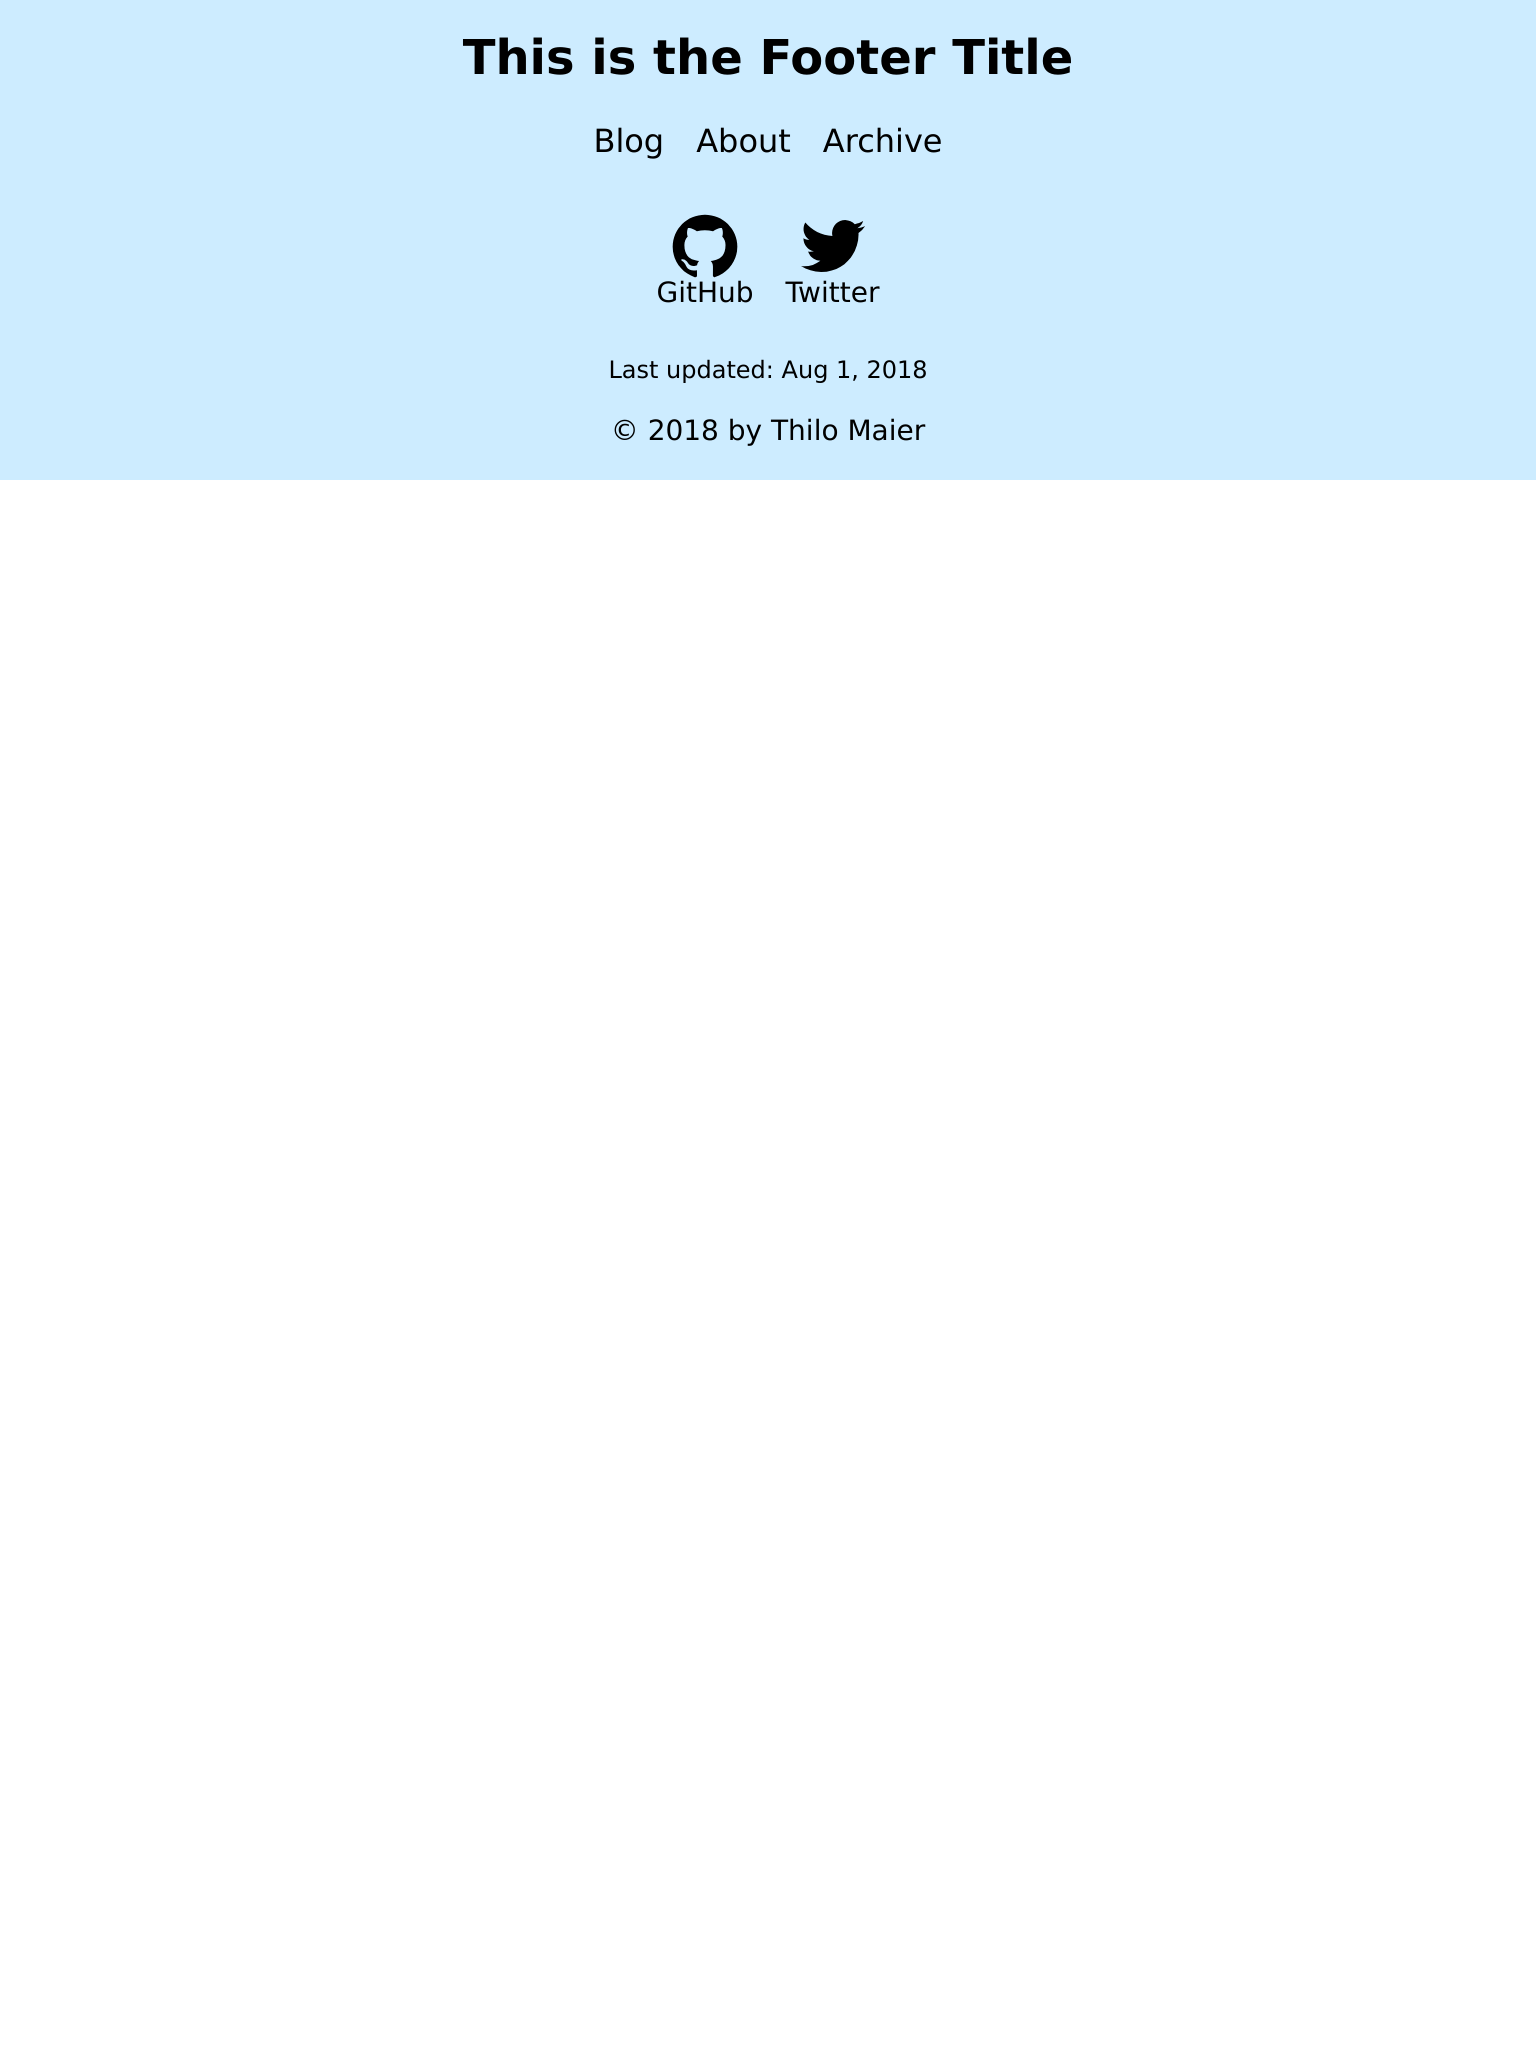 This is the Footer Title
Blog About Archive
GitHub Twitter
Last updated: Aug 1, 2018
© 2018 by Thilo Maier